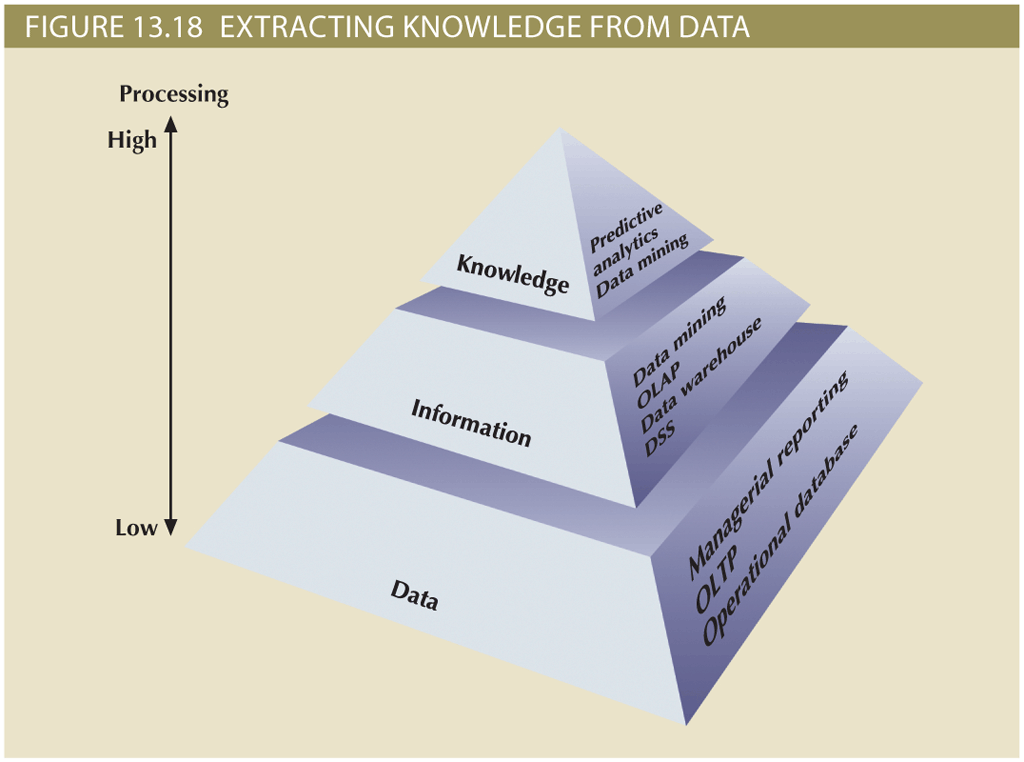 FIGURE 13.18 EXTRACTING KNOWLEDGE FROM DATA
Processing
High
Low
Knowledge
Predictive
analytics
Data mining
Information
Data mining
OLAP
Data warehouse
DSS
Data
Managerial reporting
OLTP
Operational database